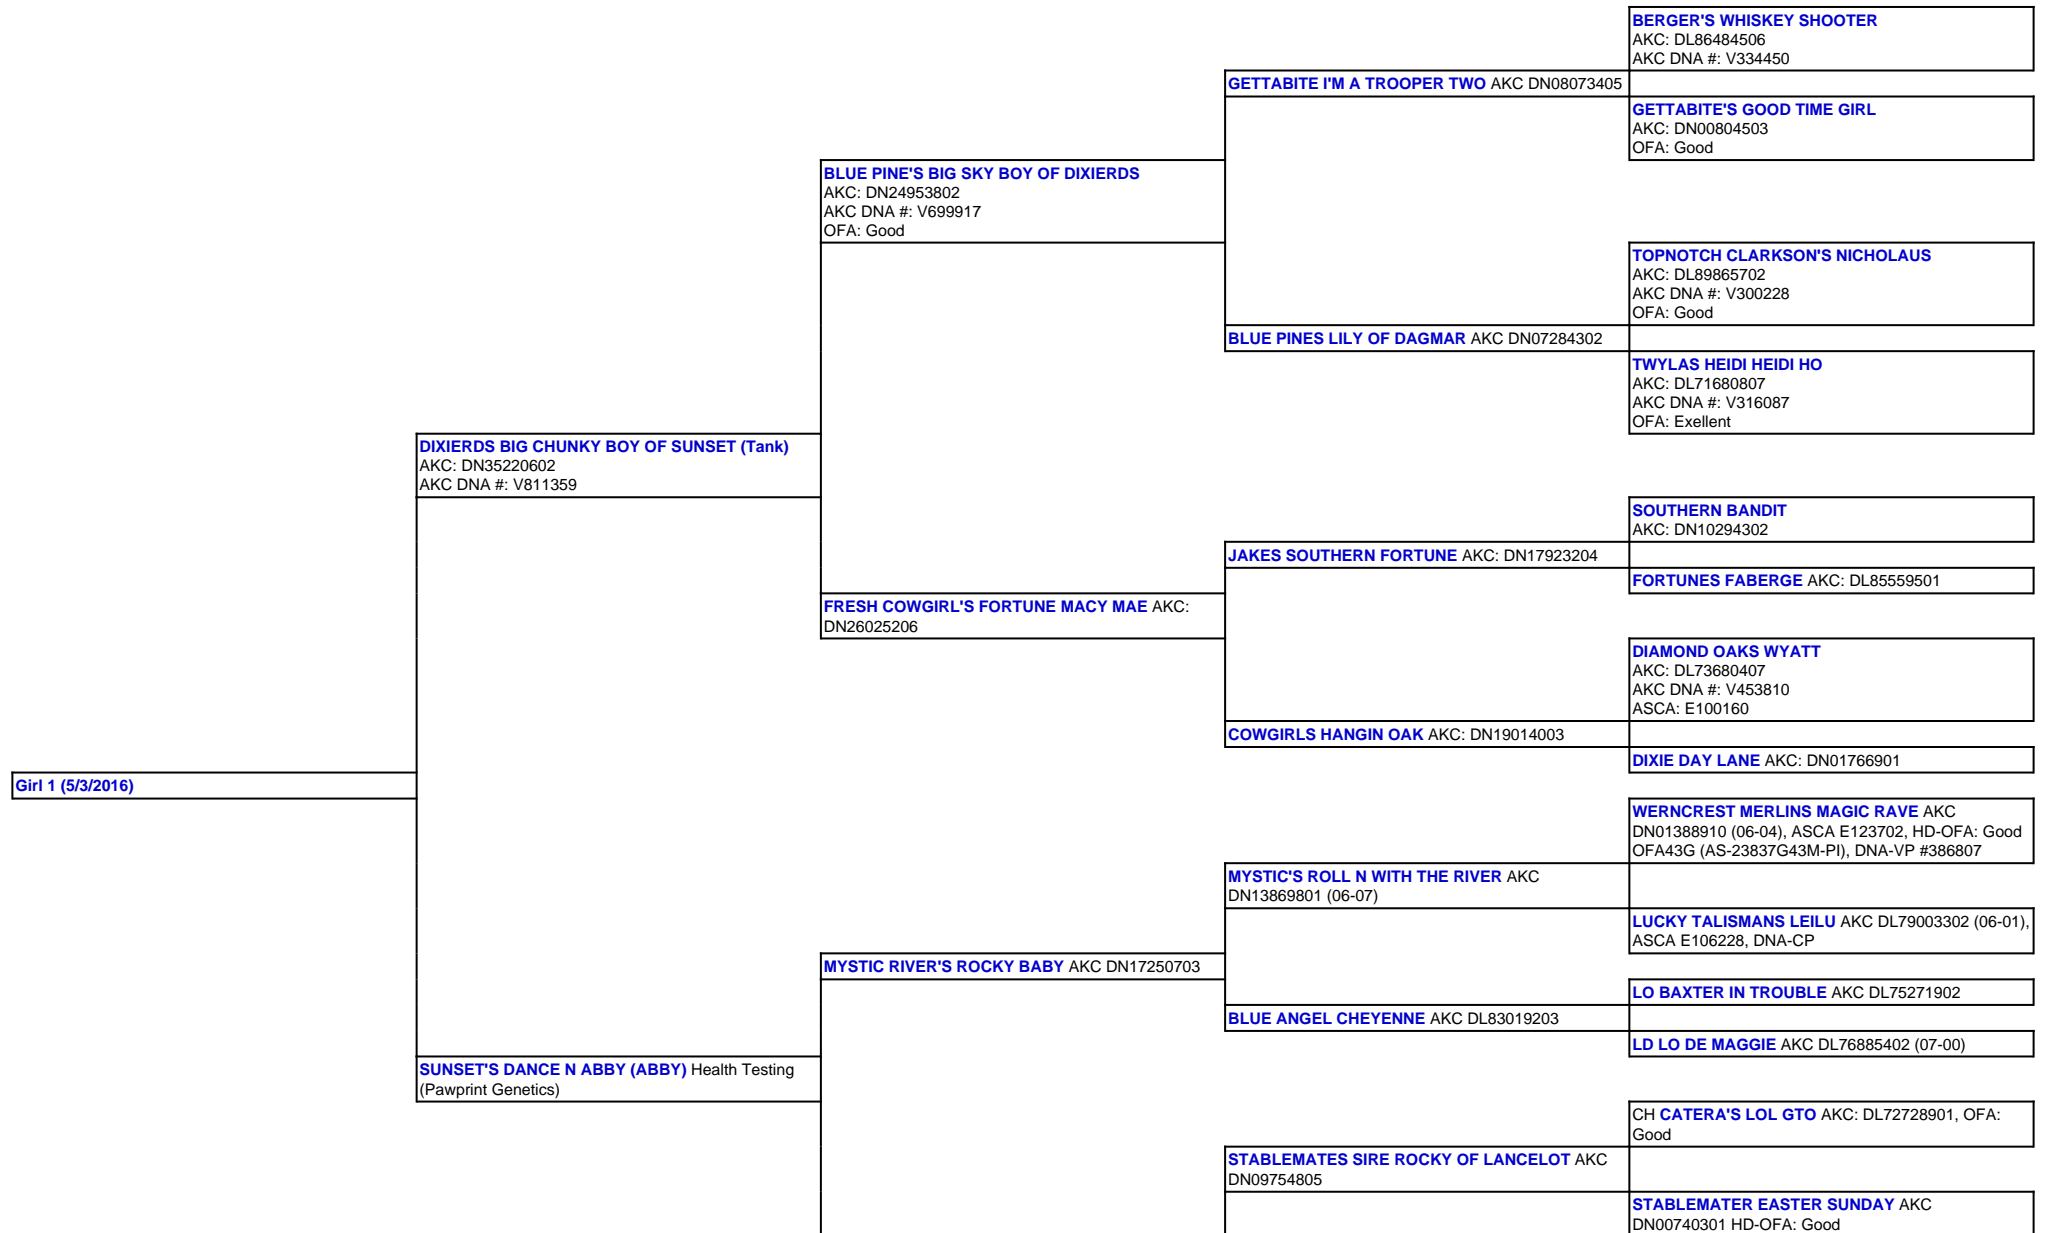 BERGER'S WHISKEY SHOOTER
AKC: DL86484506
AKC DNA #: V334450
GETTABITE I'M A TROOPER TWO AKC DN08073405
GETTABITE'S GOOD TIME GIRL
AKC: DN00804503
OFA: Good
BLUE PINE'S BIG SKY BOY OF DIXIERDS
AKC: DN24953802
AKC DNA #: V699917
OFA: Good
TOPNOTCH CLARKSON'S NICHOLAUS
AKC: DL89865702
AKC DNA #: V300228
OFA: Good
BLUE PINES LILY OF DAGMAR AKC DN07284302
TWYLAS HEIDI HEIDI HO
AKC: DL71680807
AKC DNA #: V316087
OFA: Exellent
DIXIERDS BIG CHUNKY BOY OF SUNSET (Tank)
AKC: DN35220602
AKC DNA #: V811359
SOUTHERN BANDIT
AKC: DN10294302
JAKES SOUTHERN FORTUNE AKC: DN17923204
FORTUNES FABERGE AKC: DL85559501
FRESH COWGIRL'S FORTUNE MACY MAE AKC:
DN26025206
DIAMOND OAKS WYATT
AKC: DL73680407
AKC DNA #: V453810
ASCA: E100160
COWGIRLS HANGIN OAK AKC: DN19014003
DIXIE DAY LANE AKC: DN01766901
Girl 1 (5/3/2016)
WERNCREST MERLINS MAGIC RAVE AKC
DN01388910 (06-04), ASCA E123702, HD-OFA: Good
OFA43G (AS-23837G43M-PI), DNA-VP #386807
MYSTIC'S ROLL N WITH THE RIVER AKC
DN13869801 (06-07)
LUCKY TALISMANS LEILU AKC DL79003302 (06-01),
ASCA E106228, DNA-CP
MYSTIC RIVER'S ROCKY BABY AKC DN17250703
LO BAXTER IN TROUBLE AKC DL75271902
BLUE ANGEL CHEYENNE AKC DL83019203
LD LO DE MAGGIE AKC DL76885402 (07-00)
SUNSET'S DANCE N ABBY (ABBY) Health Testing
(Pawprint Genetics)
CH CATERA'S LOL GTO AKC: DL72728901, OFA:
Good
STABLEMATES SIRE ROCKY OF LANCELOT AKC
DN09754805
STABLEMATER EASTER SUNDAY AKC
DN00740301 HD-OFA: Good